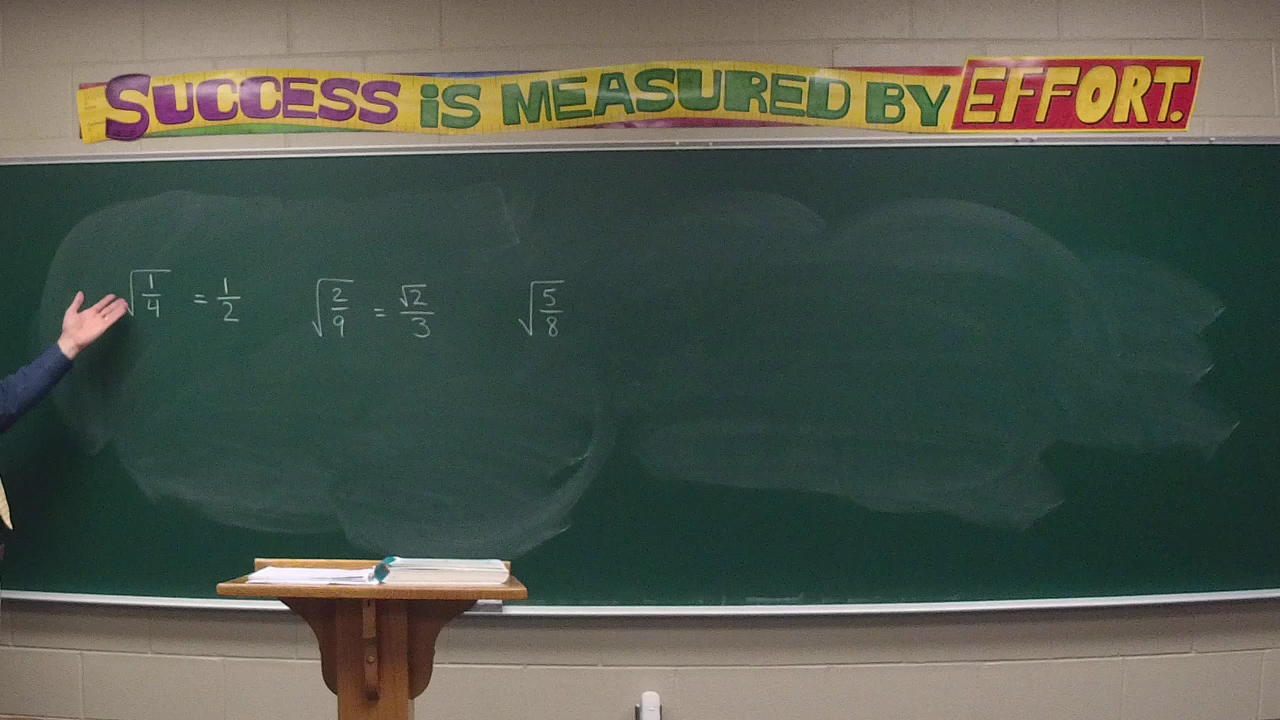 SUCCESS IS MEASURED BY EFFORT.
√(1/4) = 1/2 √(2/9) = √2/3 √(5/8)